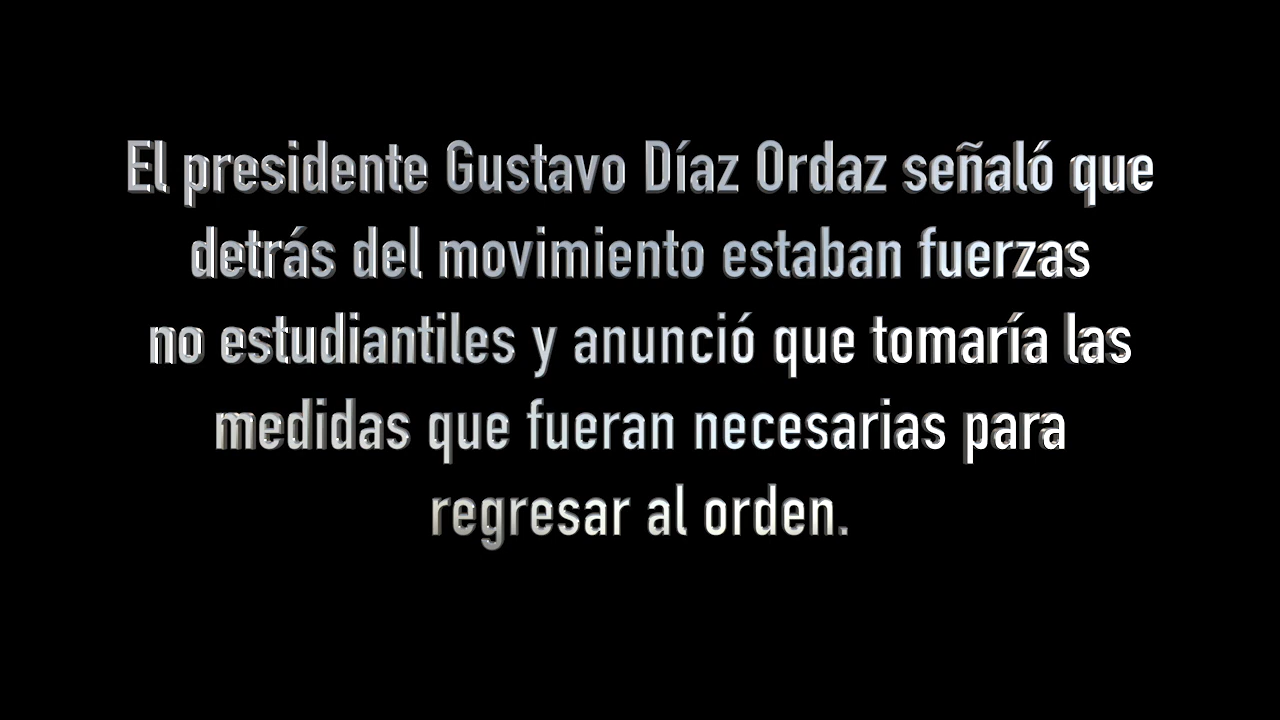 El presidente Gustavo Díaz Ordaz señaló que
detrás del movimiento estaban fuerzas
no estudiantiles y anunció que tomaría las
medidas que fueran necesarias para
regresar al orden.